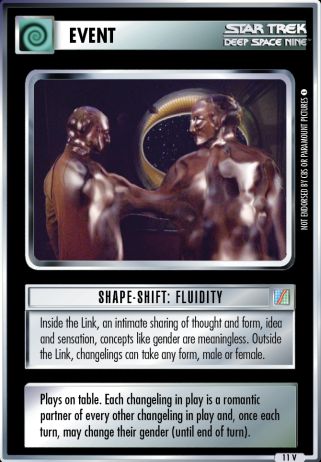 EVENT
STAR TREK
DEEP SPACE NINE™
NOT ENDORSED BY CBS OR PARAMOUNT PICTURES
SHAPE-SHIFT: FLUIDITY
Inside the Link, an intimate sharing of thought and form, idea
and sensation, concepts like gender are meaningless. Outside
the Link, changelings can take any form, male or female.
Plays on table. Each changeling in play is a romantic
partner of every other changeling in play and, once each
turn, may change their gender (until end of turn).
11 V